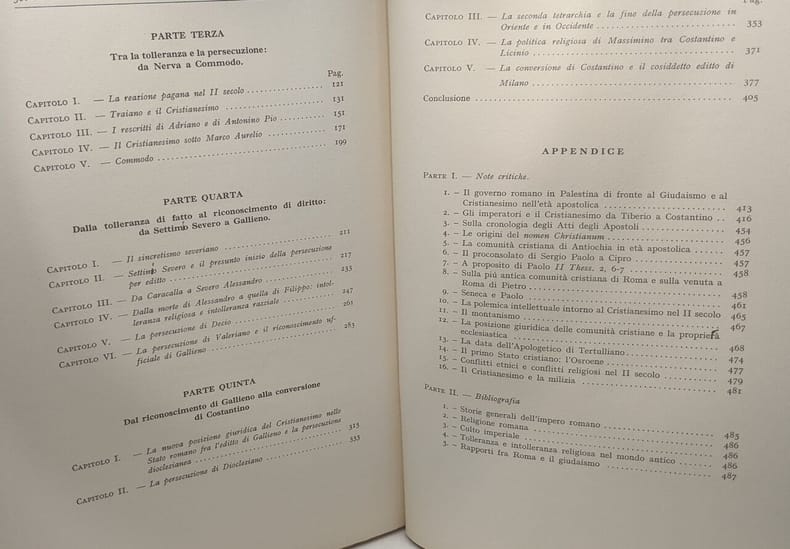 PARTE TERZA
Tra la tolleranza e la persecuzione:
da Nerva a Commodo.
Pag.
CAPITOLO I. — La reatione pagana nel II secolo 121
CAPITOLO II. — Traiano e il Cristianesimo 131
CAPITOLO III. — I rescritti di Adriano e di Antonino Pio 151
CAPITOLO IV. — Il Cristianesimo sotto Marco Aurelio 171
CAPITOLO V. — Commodo 199
PARTE QUARTA
Dalla tolleranza di fatto al riconoscimento di diritto:
da Settimio Severo a Gallieno.
CAPITOLO I. — Il sincretismo severiano 211
CAPITOLO II. — Settimio Severo e il presunto inizio della persecuzione
per editto 217
CAPITOLO III. — Da Caracalla a Severo Alessandro 233
CAPITOLO IV. — Dalla morte di Alessandro a quella di Filippo: intol-
leranza religiosa e intolleranza razziale 247
CAPITOLO V. — La persecuzione di Decio 261
CAPITOLO VI. — La persecuzione di Valeriano e il riconoscimento uf-
ficiale di Gallieno 283
PARTE QUINTA
Dal riconoscimento di Gallieno alla conversione
di Costantino
CAPITOLO I. — La nuova posizione giuridica del Cristianesimo nello
Stato romano fra l'editto di Gallieno e la persecuzione
dioclezianea 315
CAPITOLO II. — La persecuzione di Diocleziano 333
Pag.
CAPITOLO III. — La seconda tetrarchia e la fine della persecuzione in
Oriente e in Occidente 353
CAPITOLO IV. — La politica religiosa di Massimino tra Costantino e
Licinio 371
CAPITOLO V. — La conversione di Costantino e il cosiddetto editto di
Milano 377
Conclusione 405
APPENDICE
PARTE I. — Note critiche.
1. – Il governo romano in Palestina di fronte al Giudaismo e al
Cristianesimo nell'età apostolica 413
2. – Gli imperatori e il Cristianesimo da Tiberio a Costantino 416
3. – Sulla cronologia degli Atti degli Apostoli 454
4. – Le origini del nomen Christianum 456
5. – La comunità cristiana di Antiochia in età apostolica 457
6. – Il proconsolato di Sergio Paolo a Cipro 457
7. – A proposito di Paolo II Thess. 2, 6-7 458
8. – Sulla più antica comunità cristiana di Roma e sulla venuta a
Roma di Pietro 458
9. – Seneca e Paolo 461
10. – La polemica intellettuale intorno al Cristianesimo nel II secolo 465
11. – Il montanismo 467
12. – La posizione giuridica delle comunità cristiane e la proprietà
ecclesiastica 468
13. – La data dell'Apologetico di Tertulliano 474
14. – Il primo Stato cristiano: l'Osroene 477
15. – Conflitti etnici e conflitti religiosi nel II secolo 479
16. – Il Cristianesimo e la milizia 481
PARTE II. — Bibliografia
1. – Storie generali dell'impero romano 485
2. – Religione romana 486
3. – Culto imperiale 486
4. – Tolleranza e intolleranza religiosa nel mondo antico 486
5. – Rapporti fra Roma e il giudaismo 487